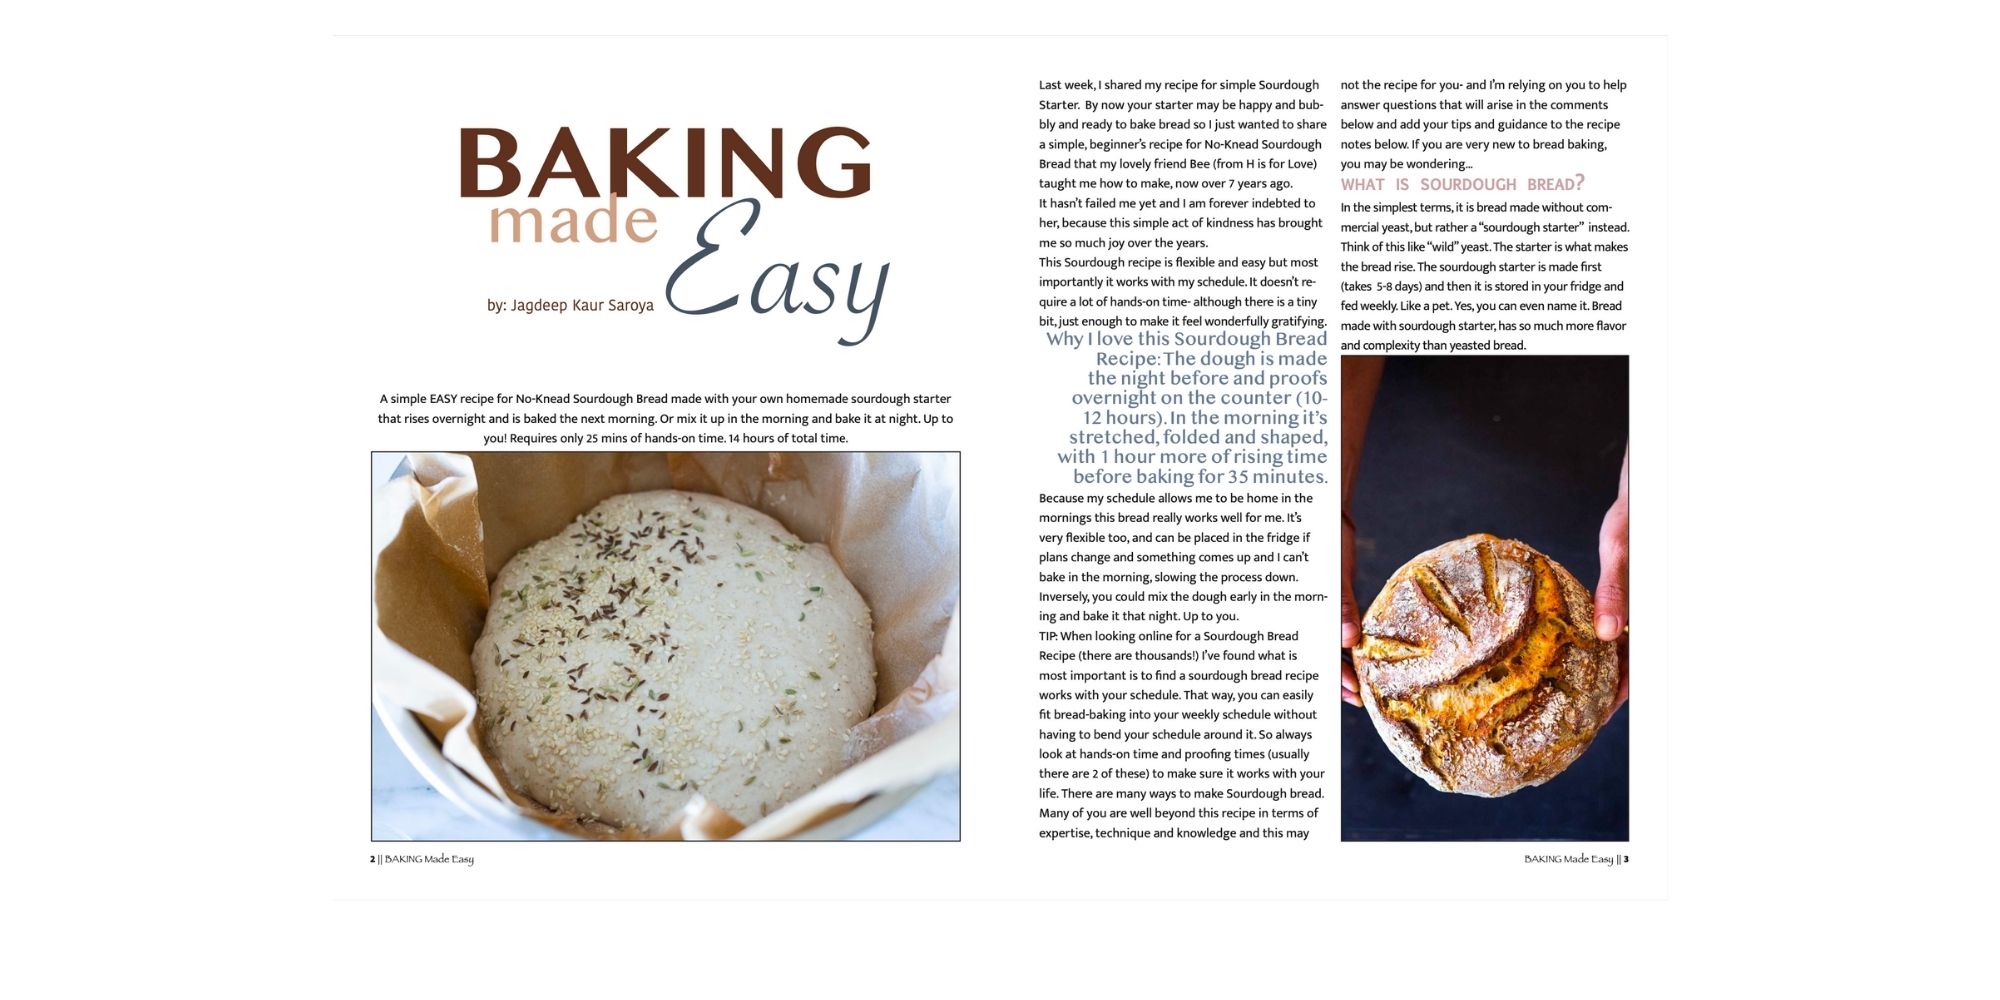 BAKING
made
Easy
by: Jagdeep Kaur Saroya
A simple EASY recipe for No-Knead Sourdough Bread made with your own homemade sourdough starter
that rises overnight and is baked the next morning. Or mix it up in the morning and bake it at night. Up to
you! Requires only 25 mins of hands-on time. 14 hours of total time.
2 || BAKING Made Easy
Last week, I shared my recipe for simple Sourdough
Starter. By now your starter may be happy and bub-
bly and ready to bake bread so I just wanted to share
a simple, beginner's recipe for No-Knead Sourdough
Bread that my lovely friend Bee (from H is for Love)
taught me how to make, now over 7 years ago.
It hasn't failed me yet and I am forever indebted to
her, because this simple act of kindness has brought
me so much joy over the years.
This Sourdough recipe is flexible and easy but most
importantly it works with my schedule. It doesn't re-
quire a lot of hands-on time- although there is a tiny
bit, just enough to make it feel wonderfully gratifying.
Why I love this Sourdough Bread
Recipe: The dough is made
the night before and proofs
overnight on the counter (10-
12 hours). In the morning it's
stretched, folded and shaped,
with 1 hour more of rising time
before baking for 35 minutes.
Because my schedule allows me to be home in the
mornings this bread really works well for me. It's
very flexible too, and can be placed in the fridge if
plans change and something comes up and I can't
bake in the morning, slowing the process down.
Inversely, you could mix the dough early in the morn-
ing and bake it that night. Up to you.
TIP: When looking online for a Sourdough Bread
Recipe (there are thousands!) I've found what is
most important is to find a sourdough bread recipe
works with your schedule. That way, you can easily
fit bread-baking into your weekly schedule without
having to bend your schedule around it. So always
look at hands-on time and proofing times (usually
there are 2 of these) to make sure it works with your
life. There are many ways to make Sourdough bread.
Many of you are well beyond this recipe in terms of
expertise, technique and knowledge and this may
not the recipe for you- and I'm relying on you to help
answer questions that will arise in the comments
below and add your tips and guidance to the recipe
notes below. If you are very new to bread baking,
you may be wondering...
WHAT IS SOURDOUGH BREAD?
In the simplest terms, it is bread made without com-
mercial yeast, but rather a "sourdough starter" instead.
Think of this like "wild" yeast. The starter is what makes
the bread rise. The sourdough starter is made first
(takes 5-8 days) and then it is stored in your fridge and
fed weekly. Like a pet. Yes, you can even name it. Bread
made with sourdough starter, has so much more flavor
and complexity than yeasted bread.
BAKING Made Easy || 3